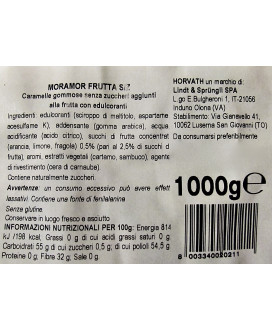 MORAMOR FRUTTA S/Z
Caramelle gommose senza zuccheri aggiunti
alla frutta con edulcoranti
Ingredienti: edulcoranti (sciroppo di maltitolo, aspartame
acesulfame K), addensante (gomma arabica), acqua
acidificante (acido citrico), succhi di frutta concentrati
(arancia, limone, fragola) 0,5% (pari al 2,5% di succo di
frutta), aromi, estratti vegetali (cartamo, sambuco), agente di
rivestimento (cera di carnauba).
Contiene naturalmente zuccheri.
Avvertenze: un consumo eccessivo può avere effetti
lassativi. Contiene una fonte di fenilalanina
Senza glutine
Conservare in luogo fresco e asciutto
INFORMAZIONI NUTRIZIONALI PER 100g: Energia 814
kJ /198 kcal, Grassi 0 g di cui acidi grassi saturi 0 g
Carboidrati 55 g di cui zuccheri 0,5 g, di cui polioli 54,5 g
Proteine 0 g, Fibre 32 g, Sale 0 g
HORVATH un marchio di:
Lindt & Sprüngli SPA
L.go E.Bulgheroni 1, IT-21056
Induno Olona (VA)
Stabilimento: Via Gianavello 41,
10062 Luserna San Giovanni (TO)
Da consumarsi preferibilmente
1000g e
8 003340 020211